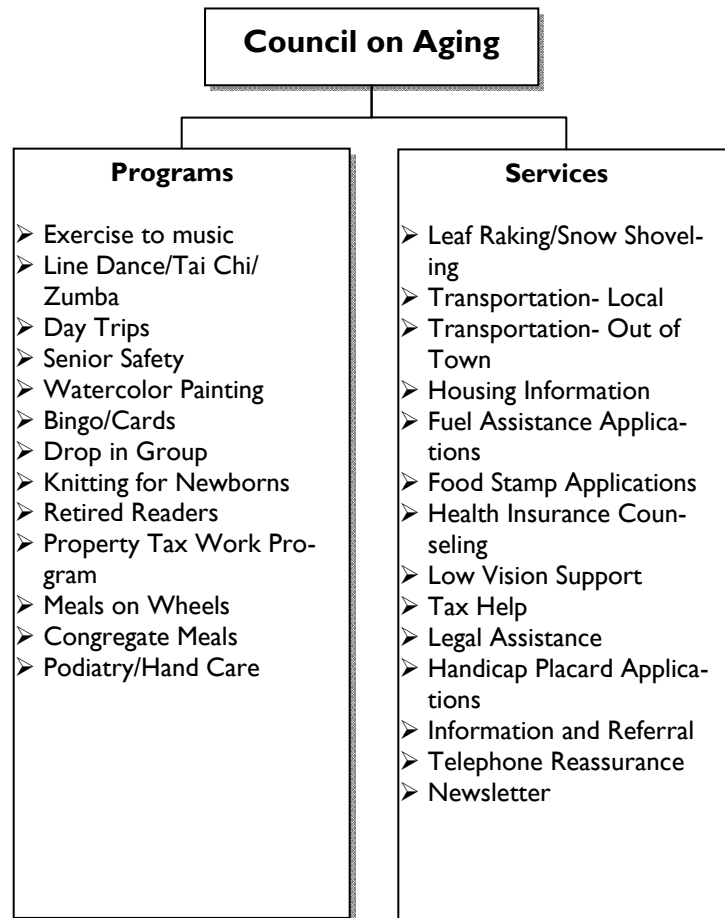 Council on Aging
Programs
➢ Exercise to music
➢ Line Dance/Tai Chi/
Zumba
➢ Day Trips
➢ Senior Safety
➢ Watercolor Painting
➢ Bingo/Cards
➢ Drop in Group
➢ Knitting for Newborns
➢ Retired Readers
➢ Property Tax Work Pro-
gram
➢ Meals on Wheels
➢ Congregate Meals
➢ Podiatry/Hand Care
Services
➢ Leaf Raking/Snow Shovel-
ing
➢ Transportation- Local
➢ Transportation- Out of
Town
➢ Housing Information
➢ Fuel Assistance Applica-
tions
➢ Food Stamp Applications
➢ Health Insurance Coun-
seling
➢ Low Vision Support
➢ Tax Help
➢ Legal Assistance
➢ Handicap Placard Applica-
tions
➢ Information and Referral
➢ Telephone Reassurance
➢ Newsletter